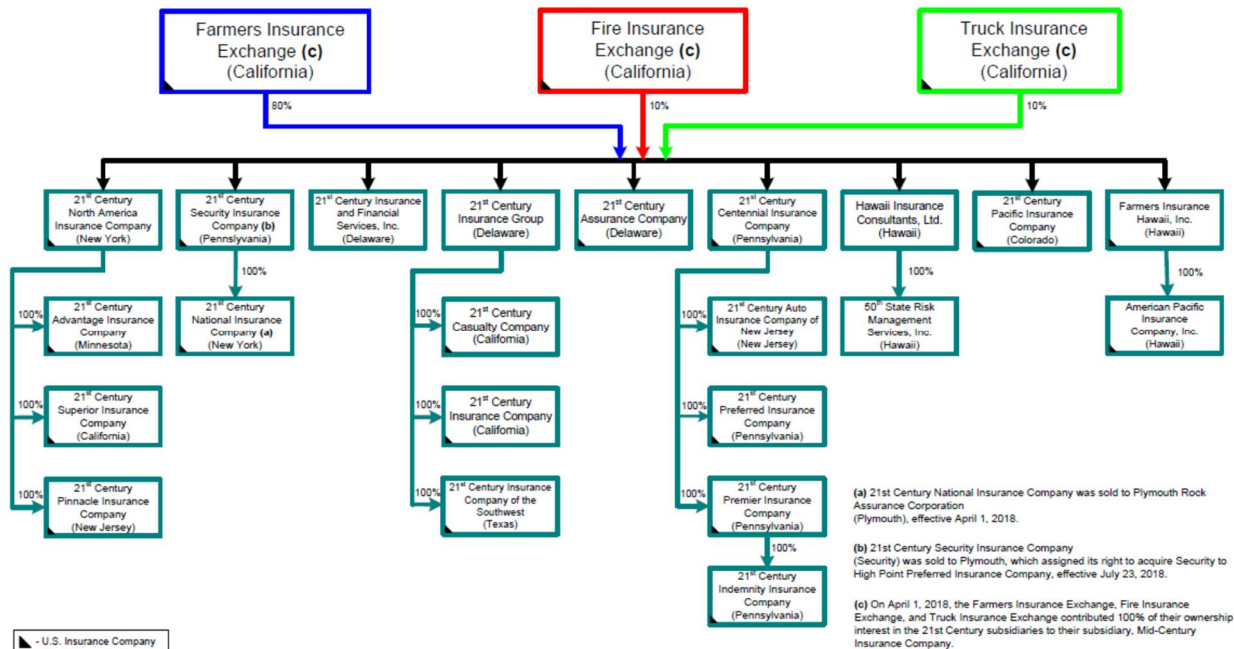 Farmers Insurance
Exchange (c)
(California)
Fire Insurance
Exchange (c)
(California)
Truck Insurance
Exchange (c)
(California)
80%
10%
10%
21st Century
North America
Insurance Company
(New York)
21st Century
Security Insurance
Company (b)
(Pennslyvania)
21st Century Insurance
and Financial
Services, Inc.
(Delaware)
21st Century
Insurance Group
(Delaware)
21st Century
Assurance Company
(Delaware)
21st Century
Centennial Insurance
Company
(Pennsylvania)
Hawaii Insurance
Consultants, Ltd.
(Hawaii)
21st Century
Pacific Insurance
Company
(Colorado)
Farmers Insurance
Hawaii, Inc.
(Hawaii)
100%
100%
100%
100%
21st Century
Advantage Insurance
Company
(Minnesota)
21st Century
National Insurance
Company (a)
(New York)
100%
21st Century
Casualty Company
(California)
100%
21st Century Auto
Insurance Company of
New Jersey
(New Jersey)
50th State Risk
Management
Services, Inc.
(Hawaii)
American Pacific
Insurance
Company, Inc.
(Hawaii)
100%
21st Century
Superior Insurance
Company
(California)
100%
21st Century
Insurance Company
(California)
100%
21st Century
Preferred Insurance
Company
(Pennsylvania)
100%
21st Century
Pinnacle Insurance
Company
(New Jersey)
100%
21st Century Insurance
Company of the
Southwest
(Texas)
100%
21st Century
Premier Insurance
Company
(Pennsylvania)
100%
21st Century
Indemnity Insurance
Company
(Pennsylvania)
(a) 21st Century National Insurance Company was sold to Plymouth Rock
Assurance Corporation
(Plymouth), effective April 1, 2018.
(b) 21st Century Security Insurance Company
(Security) was sold to Plymouth, which assigned its right to acquire Security to
High Point Preferred Insurance Company, effective July 23, 2018.
(c) On April 1, 2018, the Farmers Insurance Exchange, Fire Insurance
Exchange, and Truck Insurance Exchange contributed 100% of their ownership
interest in the 21st Century subsidiaries to their subsidiary, Mid-Century
Insurance Company.
- U.S. Insurance Company